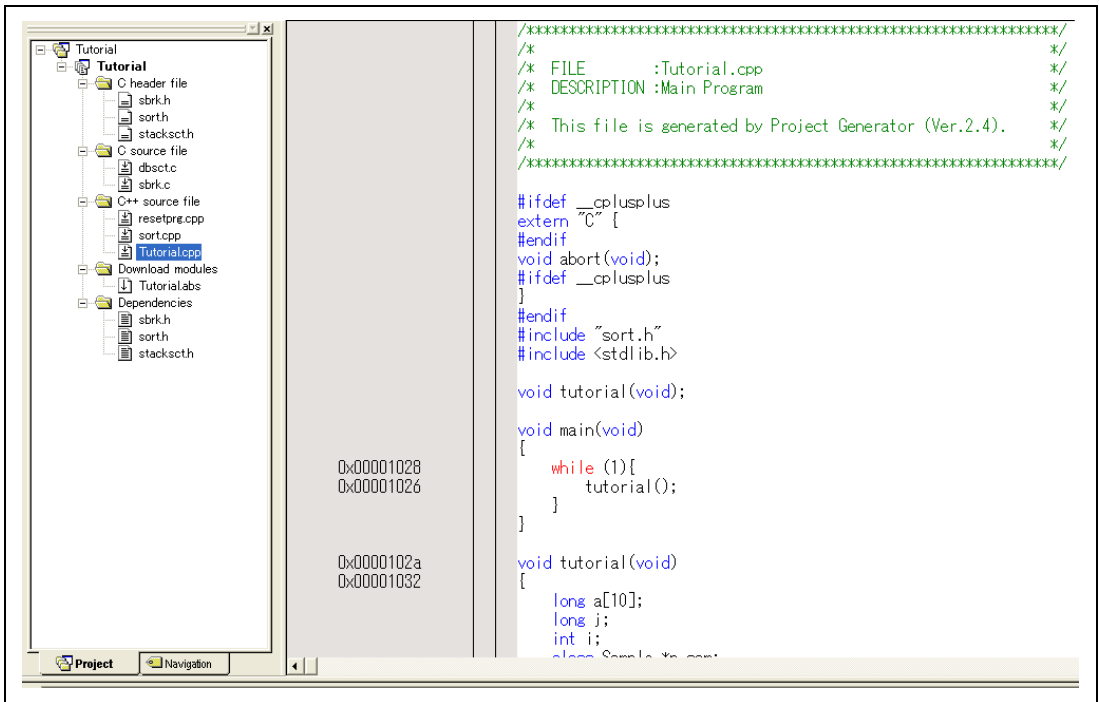 Tutorial
Tutorial
C header file
sbrk.h
sort.h
stacksct.h
C source file
dbsct.c
sbrk.c
C++ source file
resetprg.cpp
sort.cpp
Tutorial.cpp
Download modules
Tutorial.abs
Dependencies
sbrk.h
sort.h
stacksct.h
Project
Navigation
/******************************************************************/
/* */
/* FILE :Tutorial.cpp */
/* DESCRIPTION :Main Program */
/* */
/* This file is generated by Project Generator (Ver.2.4). */
/* */
/******************************************************************/
#ifdef __cplusplus
extern "C" {
#endif
void abort(void);
#ifdef __cplusplus
}
#endif
#include "sort.h"
#include <stdlib.h>
void tutorial(void);
void main(void)
{
0x00001028 while (1){
0x00001026 tutorial();
}
}
0x0000102a void tutorial(void)
0x00001032 {
long a[10];
long j;
int i;
class Sample *p_sam;